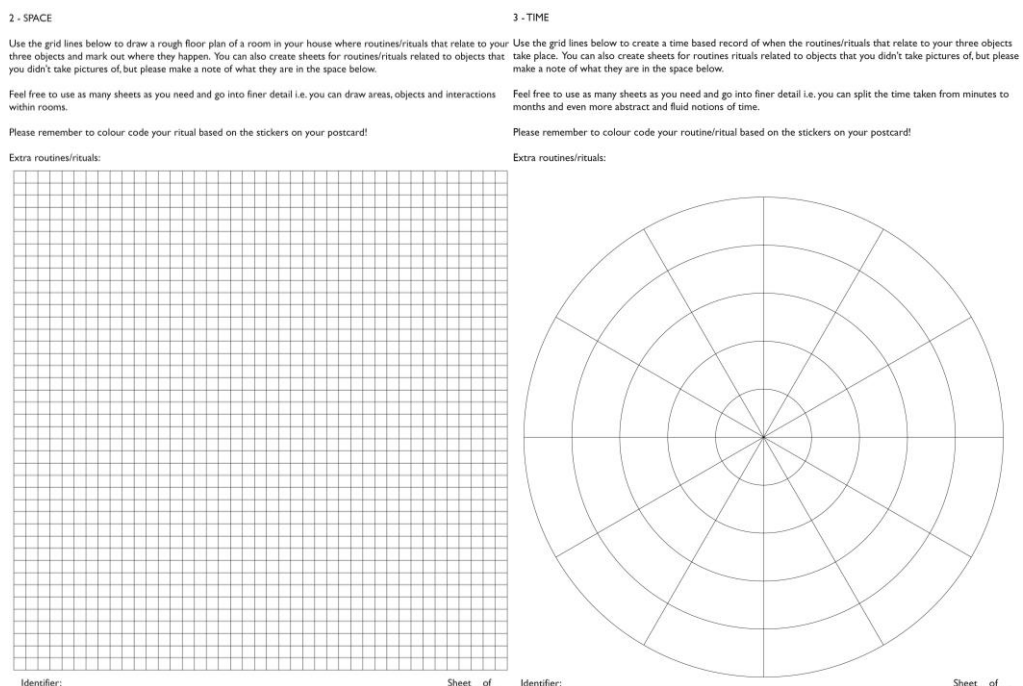 2 - SPACE
Use the grid lines below to draw a rough floor plan of a room in your house where routines/rituals that relate to your
three objects and mark out where they happen. You can also create sheets for routines/rituals related to objects that
you didn't take pictures of, but please make a note of what they are in the space below.
Feel free to use as many sheets as you need and go into finer detail i.e. you can draw areas, objects and interactions
within rooms.
Please remember to colour code your ritual based on the stickers on your postcard!
Extra routines/rituals:
Identifier:
Sheet of
3 - TIME
Use the grid lines below to create a time based record of when the routines/rituals that relate to your three objects
take place. You can also create sheets for routines rituals related to objects that you didn't take pictures of, but please
make a note of what they are in the space below.
Feel free to use as many sheets as you need and go into finer detail i.e. you can split the time taken from minutes to
months and even more abstract and fluid notions of time.
Please remember to colour code your routine/ritual based on the stickers on your postcard!
Extra routines/rituals:
Identifier:
Sheet of